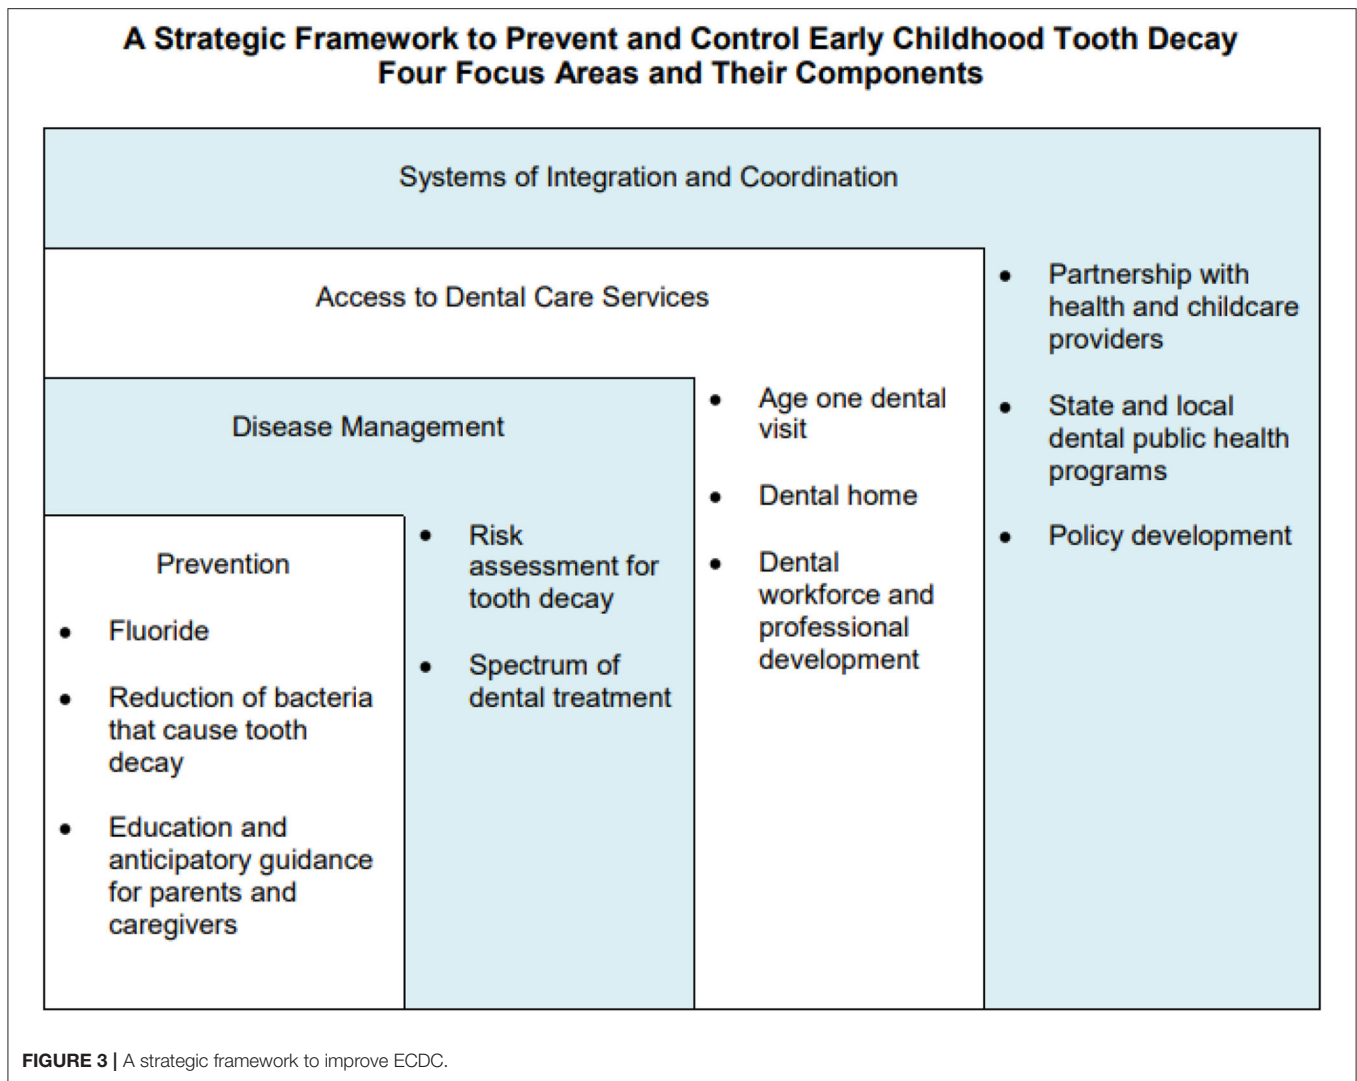 A Strategic Framework to Prevent and Control Early Childhood Tooth Decay
Four Focus Areas and Their Components
Systems of Integration and Coordination
Access to Dental Care Services
Disease Management
Prevention
• Fluoride
• Reduction of bacteria
that cause tooth
decay
• Education and
anticipatory guidance
for parents and
caregivers
• Risk
assessment for
tooth decay
• Spectrum of
dental treatment
• Age one dental
visit
• Dental home
• Dental
workforce and
professional
development
• Partnership with
health and childcare
providers
• State and local
dental public health
programs
• Policy development
FIGURE 3 | A strategic framework to improve ECDC.